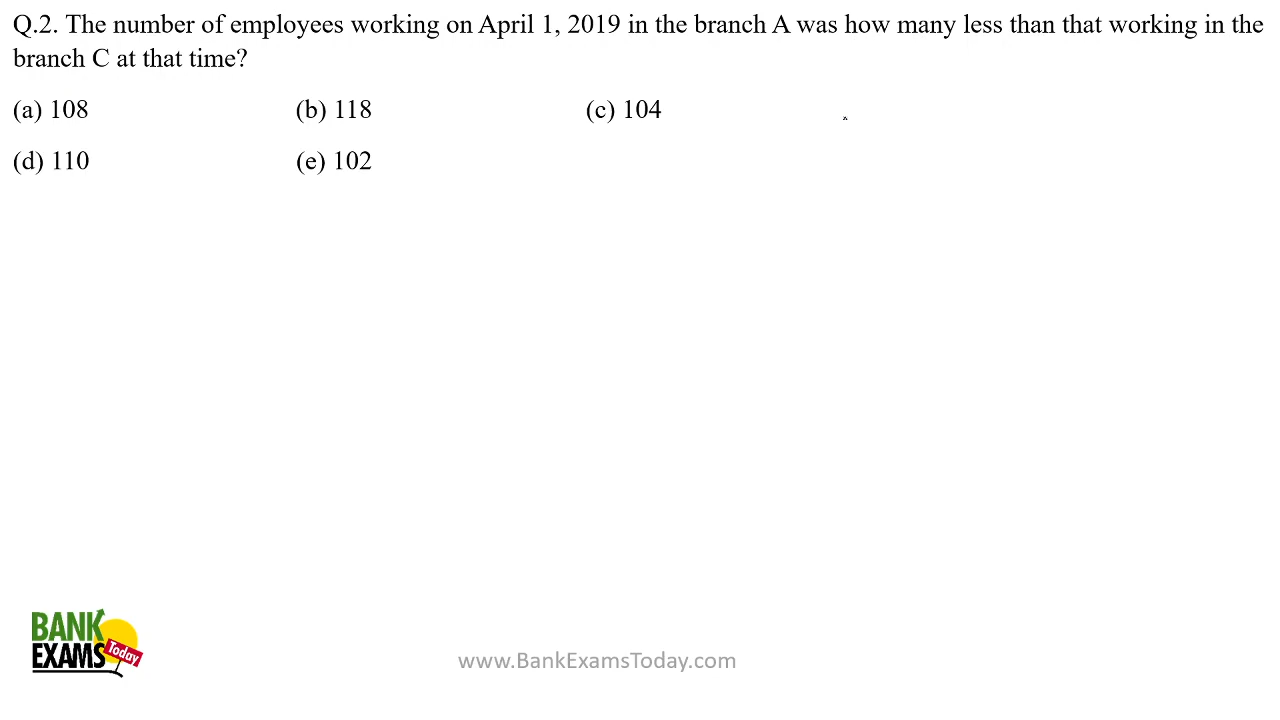 Q.2. The number of employees working on April 1, 2019 in the branch A was how many less than that working in the
branch C at that time?
(a) 108 (b) 118 (c) 104
(d) 110 (e) 102
BANK
EXAMS Today
www.BankExamsToday.com